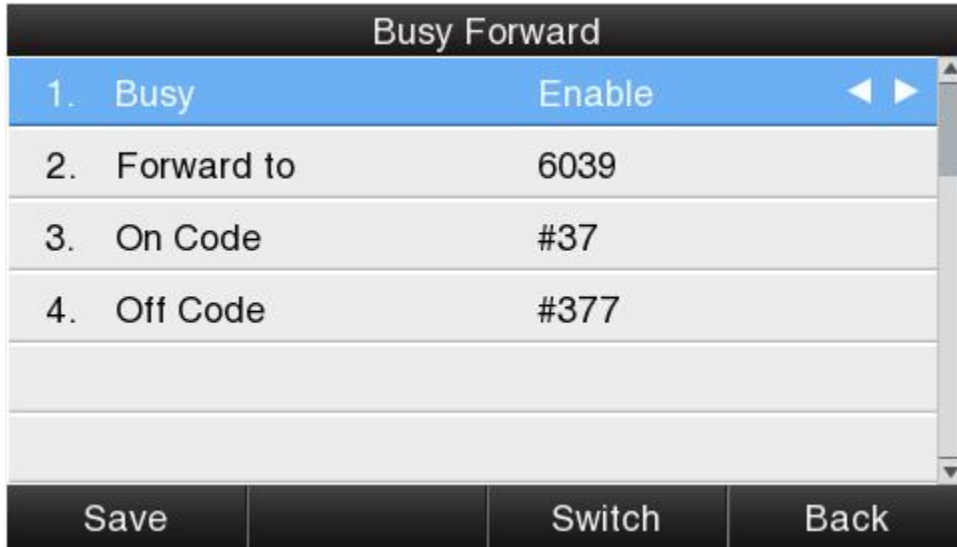 Busy Forward
1. Busy Enable
2. Forward to 6039
3. On Code #37
4. Off Code #377
Save Switch Back